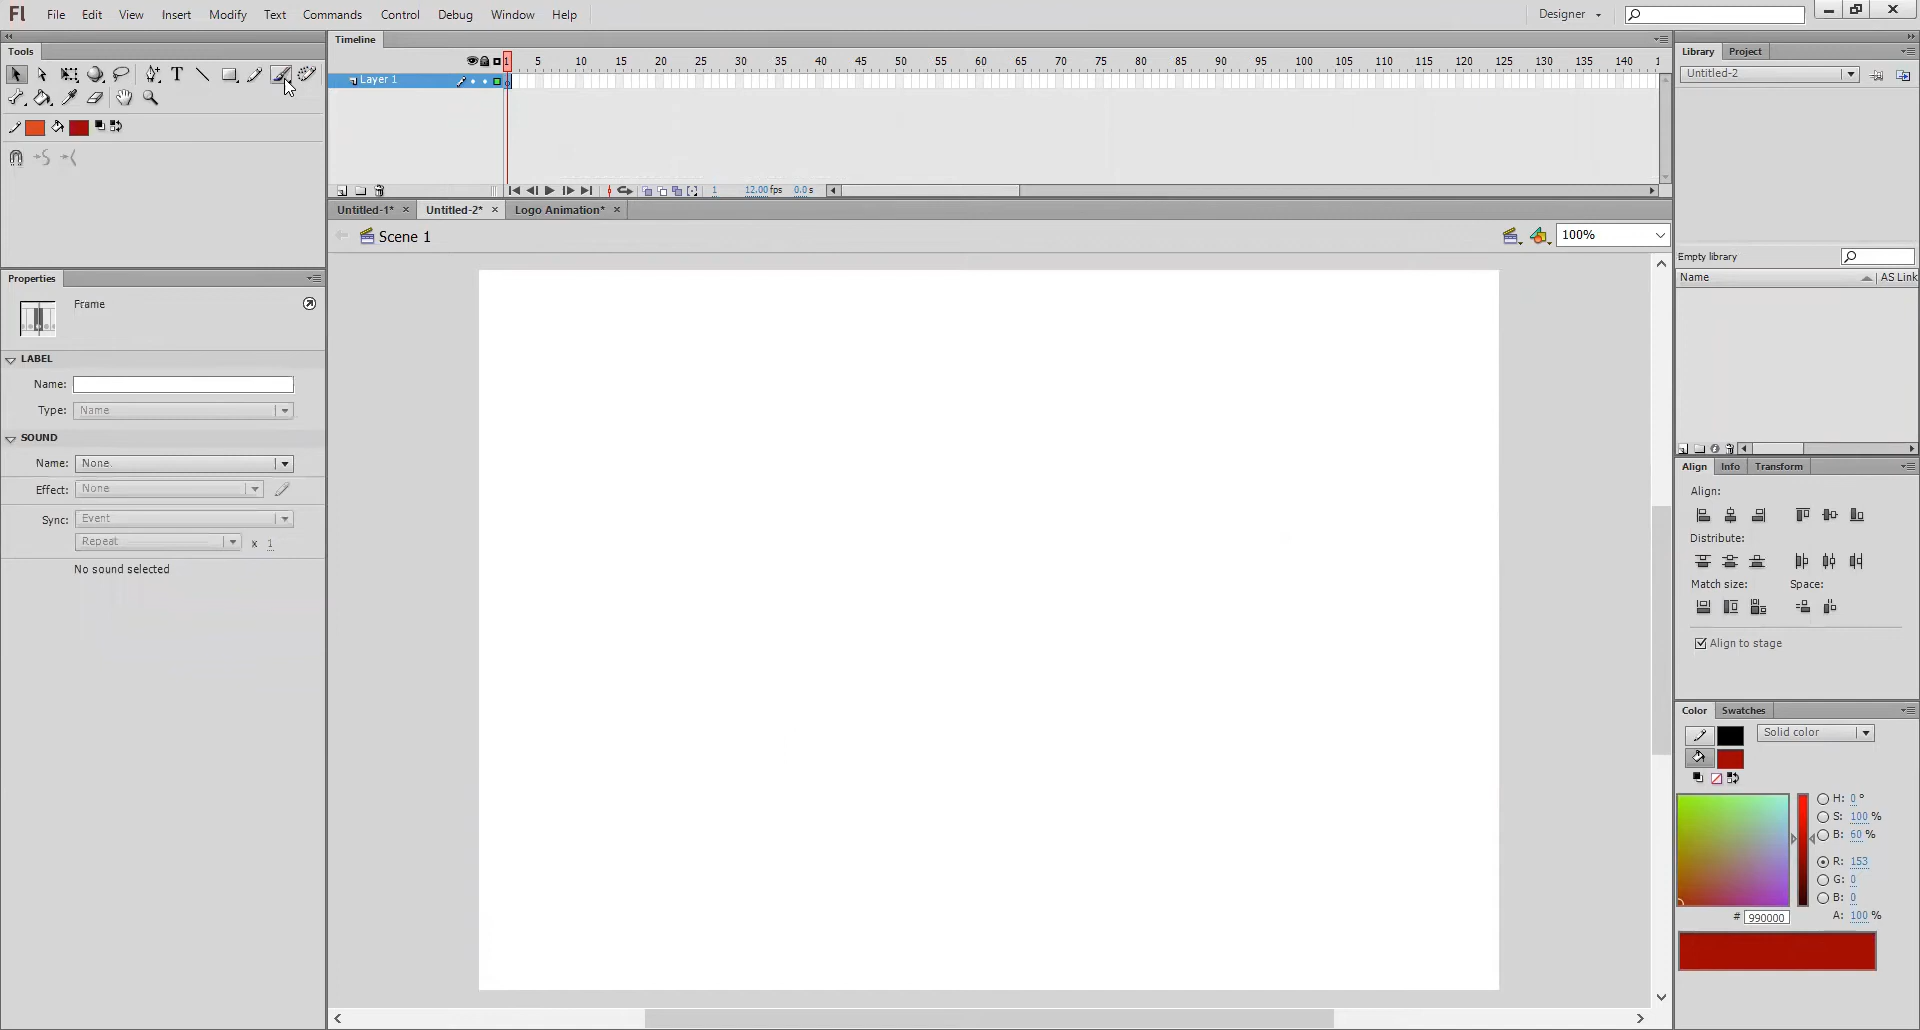 Fl File Edit View Insert Modify Text Commands Control Debug Window Help Designer
Tools
Timeline
Library Project
1 5 10 15 20 25 30 35 40 45 50 55 60 65 70 75 80 85 90 95 100 105 110 115 120 125 130 135 140 1
Untitled-2
Layer 1
1 12.00 fps 0.0 s
Untitled-1* × Untitled-2* × Logo Animation* ×
Scene 1
100%
Empty library
Name AS Link
Properties
Frame
LABEL
Name:
Type: Name
SOUND
Name: None
Effect: None
Sync: Event
Repeat x 1
No sound selected
Align Info Transform
Align:
Distribute:
Match size: Space:
Align to stage
Color Swatches
Solid color
H: 0 °
S: 100 %
B: 60 %
R: 153
G: 0
B: 0
# 990000 A: 100 %